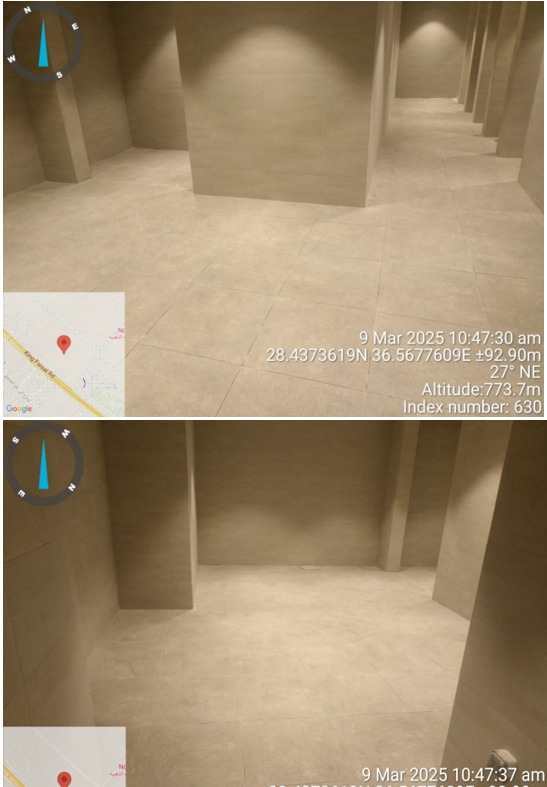 N
E
W
S
King Faisal Rd
Google
9 Mar 2025 10:47:30 am
28.4373619N 36.5677609E ±92.90m
27° NE
Altitude:773.7m
Index number: 630
S
W
E
N
9 Mar 2025 10:47:37 am